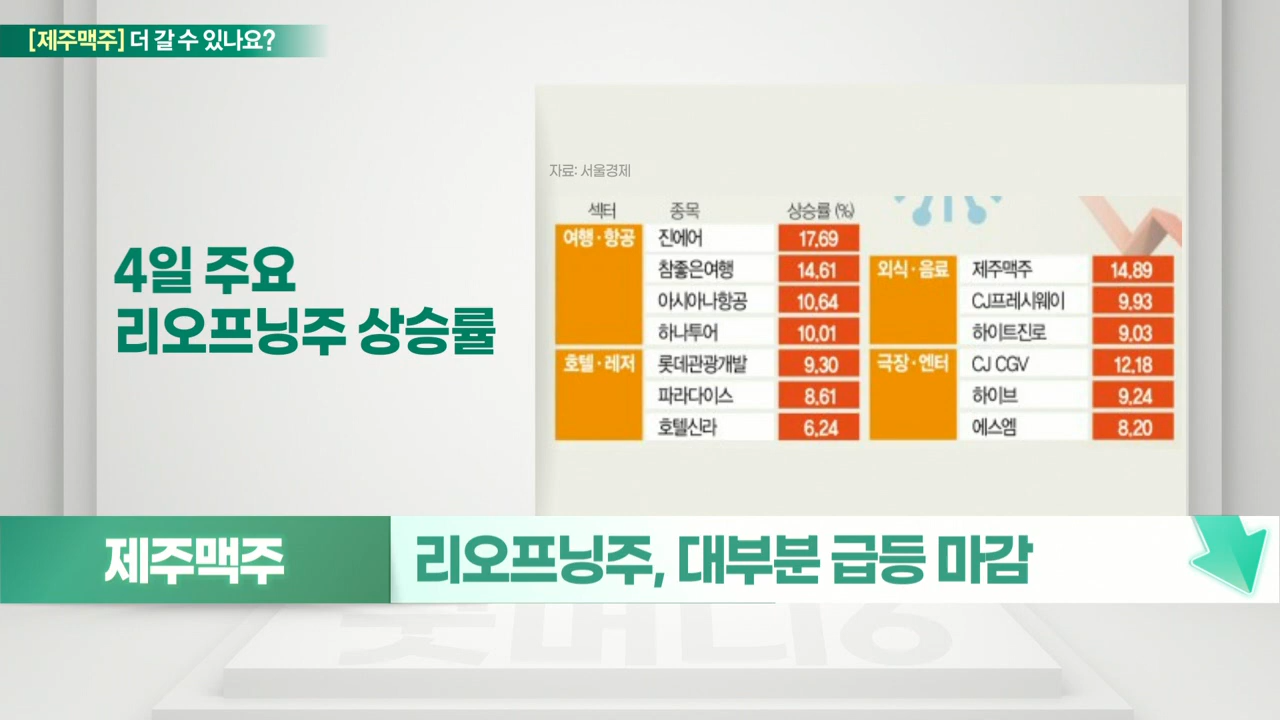 [제주맥주] 더 갈 수 있나요?
자료: 서울경제
4일 주요
리오프닝주 상승률
섹터 종목 상승률 (%)
여행·항공 진에어 17.69
참좋은여행 14.61
아시아나항공 10.64
하나투어 10.01
호텔·레저 롯데관광개발 9.30
파라다이스 8.61
호텔신라 6.24
외식·음료 제주맥주 14.89
CJ프레시웨이 9.93
하이트진로 9.03
극장·엔터 CJ CGV 12.18
하이브 9.24
에스엠 8.20
제주맥주
리오프닝주, 대부분 급등 마감